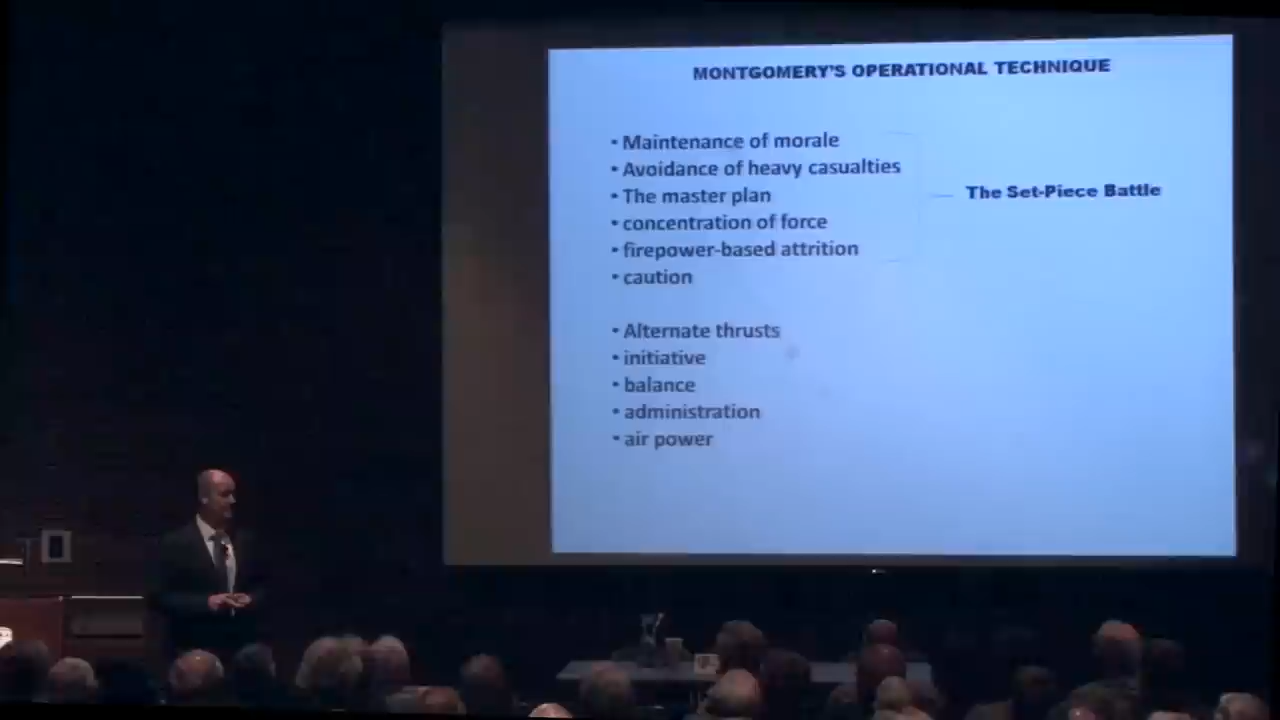 MONTGOMERY'S OPERATIONAL TECHNIQUE
• Maintenance of morale
• Avoidance of heavy casualties
• The master plan
• concentration of force
• firepower-based attrition
• caution
The Set-Piece Battle
• Alternate thrusts
• initiative
• balance
• administration
• air power